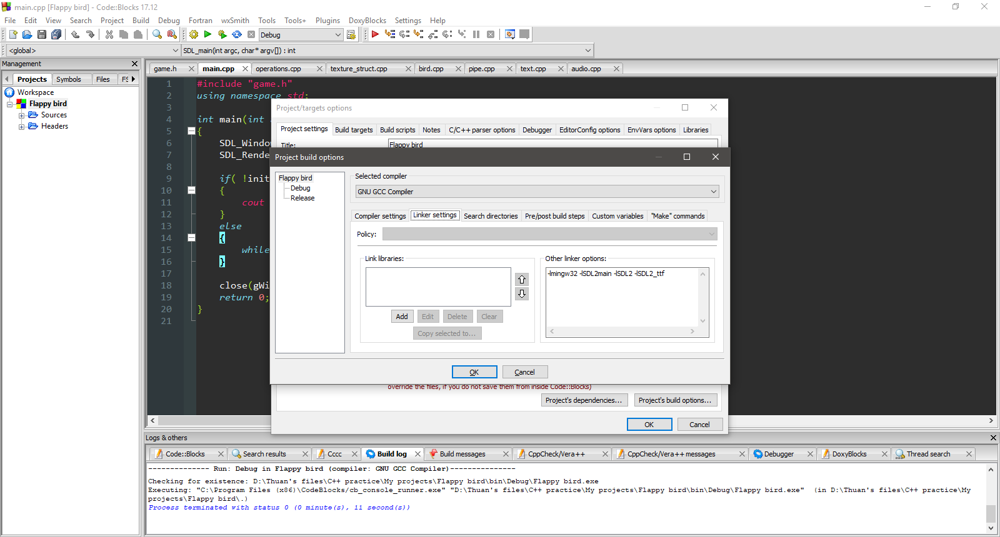 main.cpp [Flappy bird] - Code::Blocks 17.12
File Edit View Search Project Build Debug Fortran wxSmith Tools Tools+ Plugins DoxyBlocks Settings Help
Debug
<global> SDL_main(int argc, char* argv[]) : int
Management
Projects Symbols Files FS
Workspace
Flappy bird
Sources
Headers
game.h main.cpp operations.cpp texture_struct.cpp bird.cpp pipe.cpp text.cpp audio.cpp
1 #include "game.h"
2 using namespace std;
3
4 int main(int
5 {
6 SDL_Windo
7 SDL_Rende
8
9 if( !init
10 {
11 cout
12 }
13 else
14 {
15 while
16 }
17
18 close(gWi
19 return 0;
20 }
21
Project/targets options
Project settings Build targets Build scripts Notes C/C++ parser options Debugger EditorConfig options EnvVars options Libraries
Title: Flappy bird
Project build options
Flappy bird
Debug
Release
Selected compiler
GNU GCC Compiler
Compiler settings Linker settings Search directories Pre/post build steps Custom variables "Make" commands
Policy:
Link libraries:
Add Edit Delete Clear
Copy selected to...
Other linker options:
-lmingw32 -lSDL2main -lSDL2 -lSDL2_ttf
OK Cancel
override the files, if you do not save them from inside Code::Blocks)
Project's dependencies... Project's build options...
OK Cancel
Logs & others
Code::Blocks Search results Cccc Build log Build messages CppCheck/Vera++ CppCheck/Vera++ messages Debugger DoxyBlocks Thread search
-------------- Run: Debug in Flappy bird (compiler: GNU GCC Compiler)---------------
Checking for existence: D:\Thuan's files\C++ practice\My projects\Flappy bird\bin\Debug\Flappy bird.exe
Executing: "C:\Program Files (x86)\CodeBlocks/cb_console_runner.exe" "D:\Thuan's files\C++ practice\My projects\Flappy bird\bin\Debug\Flappy bird.exe"  (in D:\Thuan's files\C++ practice\My
projects\Flappy bird\.)
Process terminated with status 0 (0 minute(s), 11 second(s))